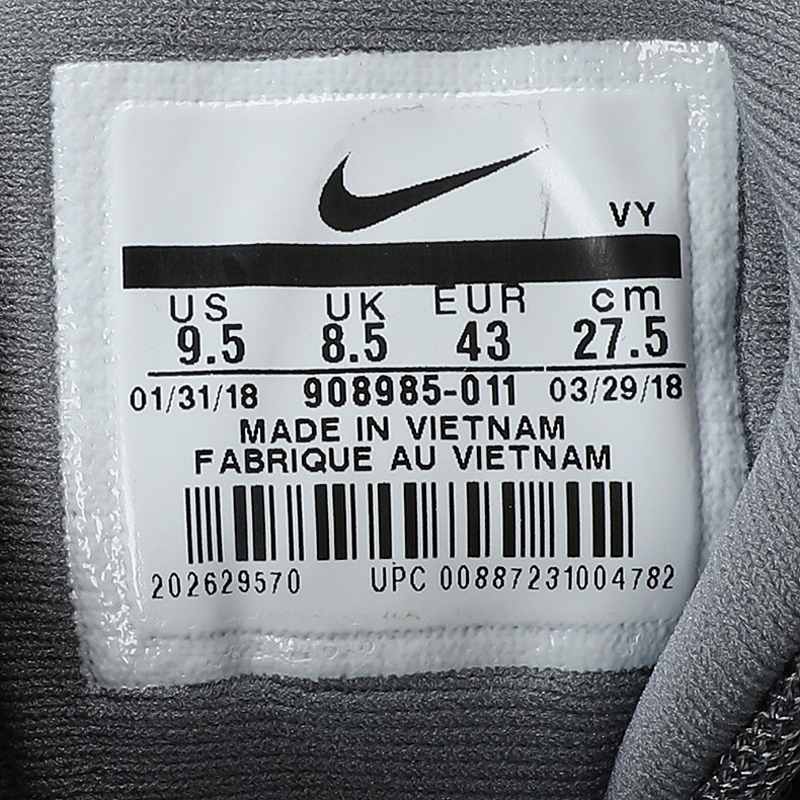 VY
US UK EUR cm
9.5 8.5 43 27.5
01/31/18 908985-011 03/29/18
MADE IN VIETNAM
FABRIQUE AU VIETNAM
202629570 UPC 00887231004782